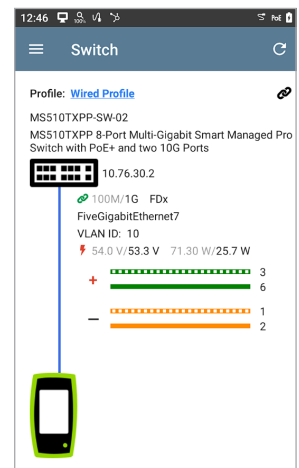 12:46 100% PoE
Switch
Profile: Wired Profile
MS510TXPP-SW-02
MS510TXPP 8-Port Multi-Gigabit Smart Managed Pro
Switch with PoE+ and two 10G Ports
10.76.30.2
100M/1G FDx
FiveGigabitEthernet7
VLAN ID: 10
54.0 V/53.3 V 71.30 W/25.7 W
+ 3
6
− 1
2